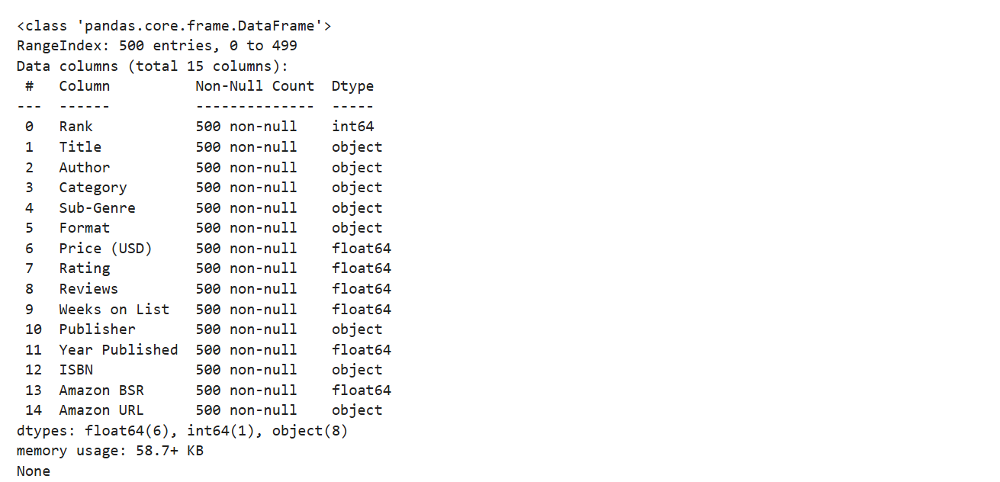 <class 'pandas.core.frame.DataFrame'>
RangeIndex: 500 entries, 0 to 499
Data columns (total 15 columns):
 #   Column          Non-Null Count  Dtype
---  ------          --------------  -----
 0   Rank            500 non-null    int64
 1   Title           500 non-null    object
 2   Author          500 non-null    object
 3   Category        500 non-null    object
 4   Sub-Genre       500 non-null    object
 5   Format          500 non-null    object
 6   Price (USD)     500 non-null    float64
 7   Rating          500 non-null    float64
 8   Reviews         500 non-null    float64
 9   Weeks on List   500 non-null    float64
 10  Publisher       500 non-null    object
 11  Year Published  500 non-null    float64
 12  ISBN            500 non-null    object
 13  Amazon BSR      500 non-null    float64
 14  Amazon URL      500 non-null    object
dtypes: float64(6), int64(1), object(8)
memory usage: 58.7+ KB
None